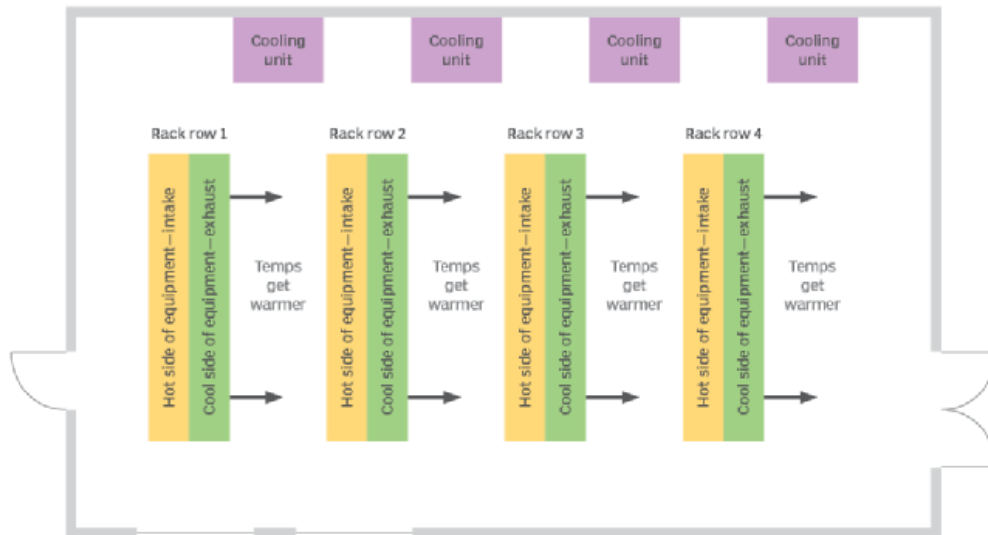 Cooling
unit
Cooling
unit
Cooling
unit
Cooling
unit
Rack row 1
Rack row 2
Rack row 3
Rack row 4
Hot side of equipment—intake
Cool side of equipment—exhaust
Temps
get
warmer
Hot side of equipment—intake
Cool side of equipment—exhaust
Temps
get
warmer
Hot side of equipment—intake
Cool side of equipment—exhaust
Temps
get
warmer
Hot side of equipment—intake
Cool side of equipment—exhaust
Temps
get
warmer